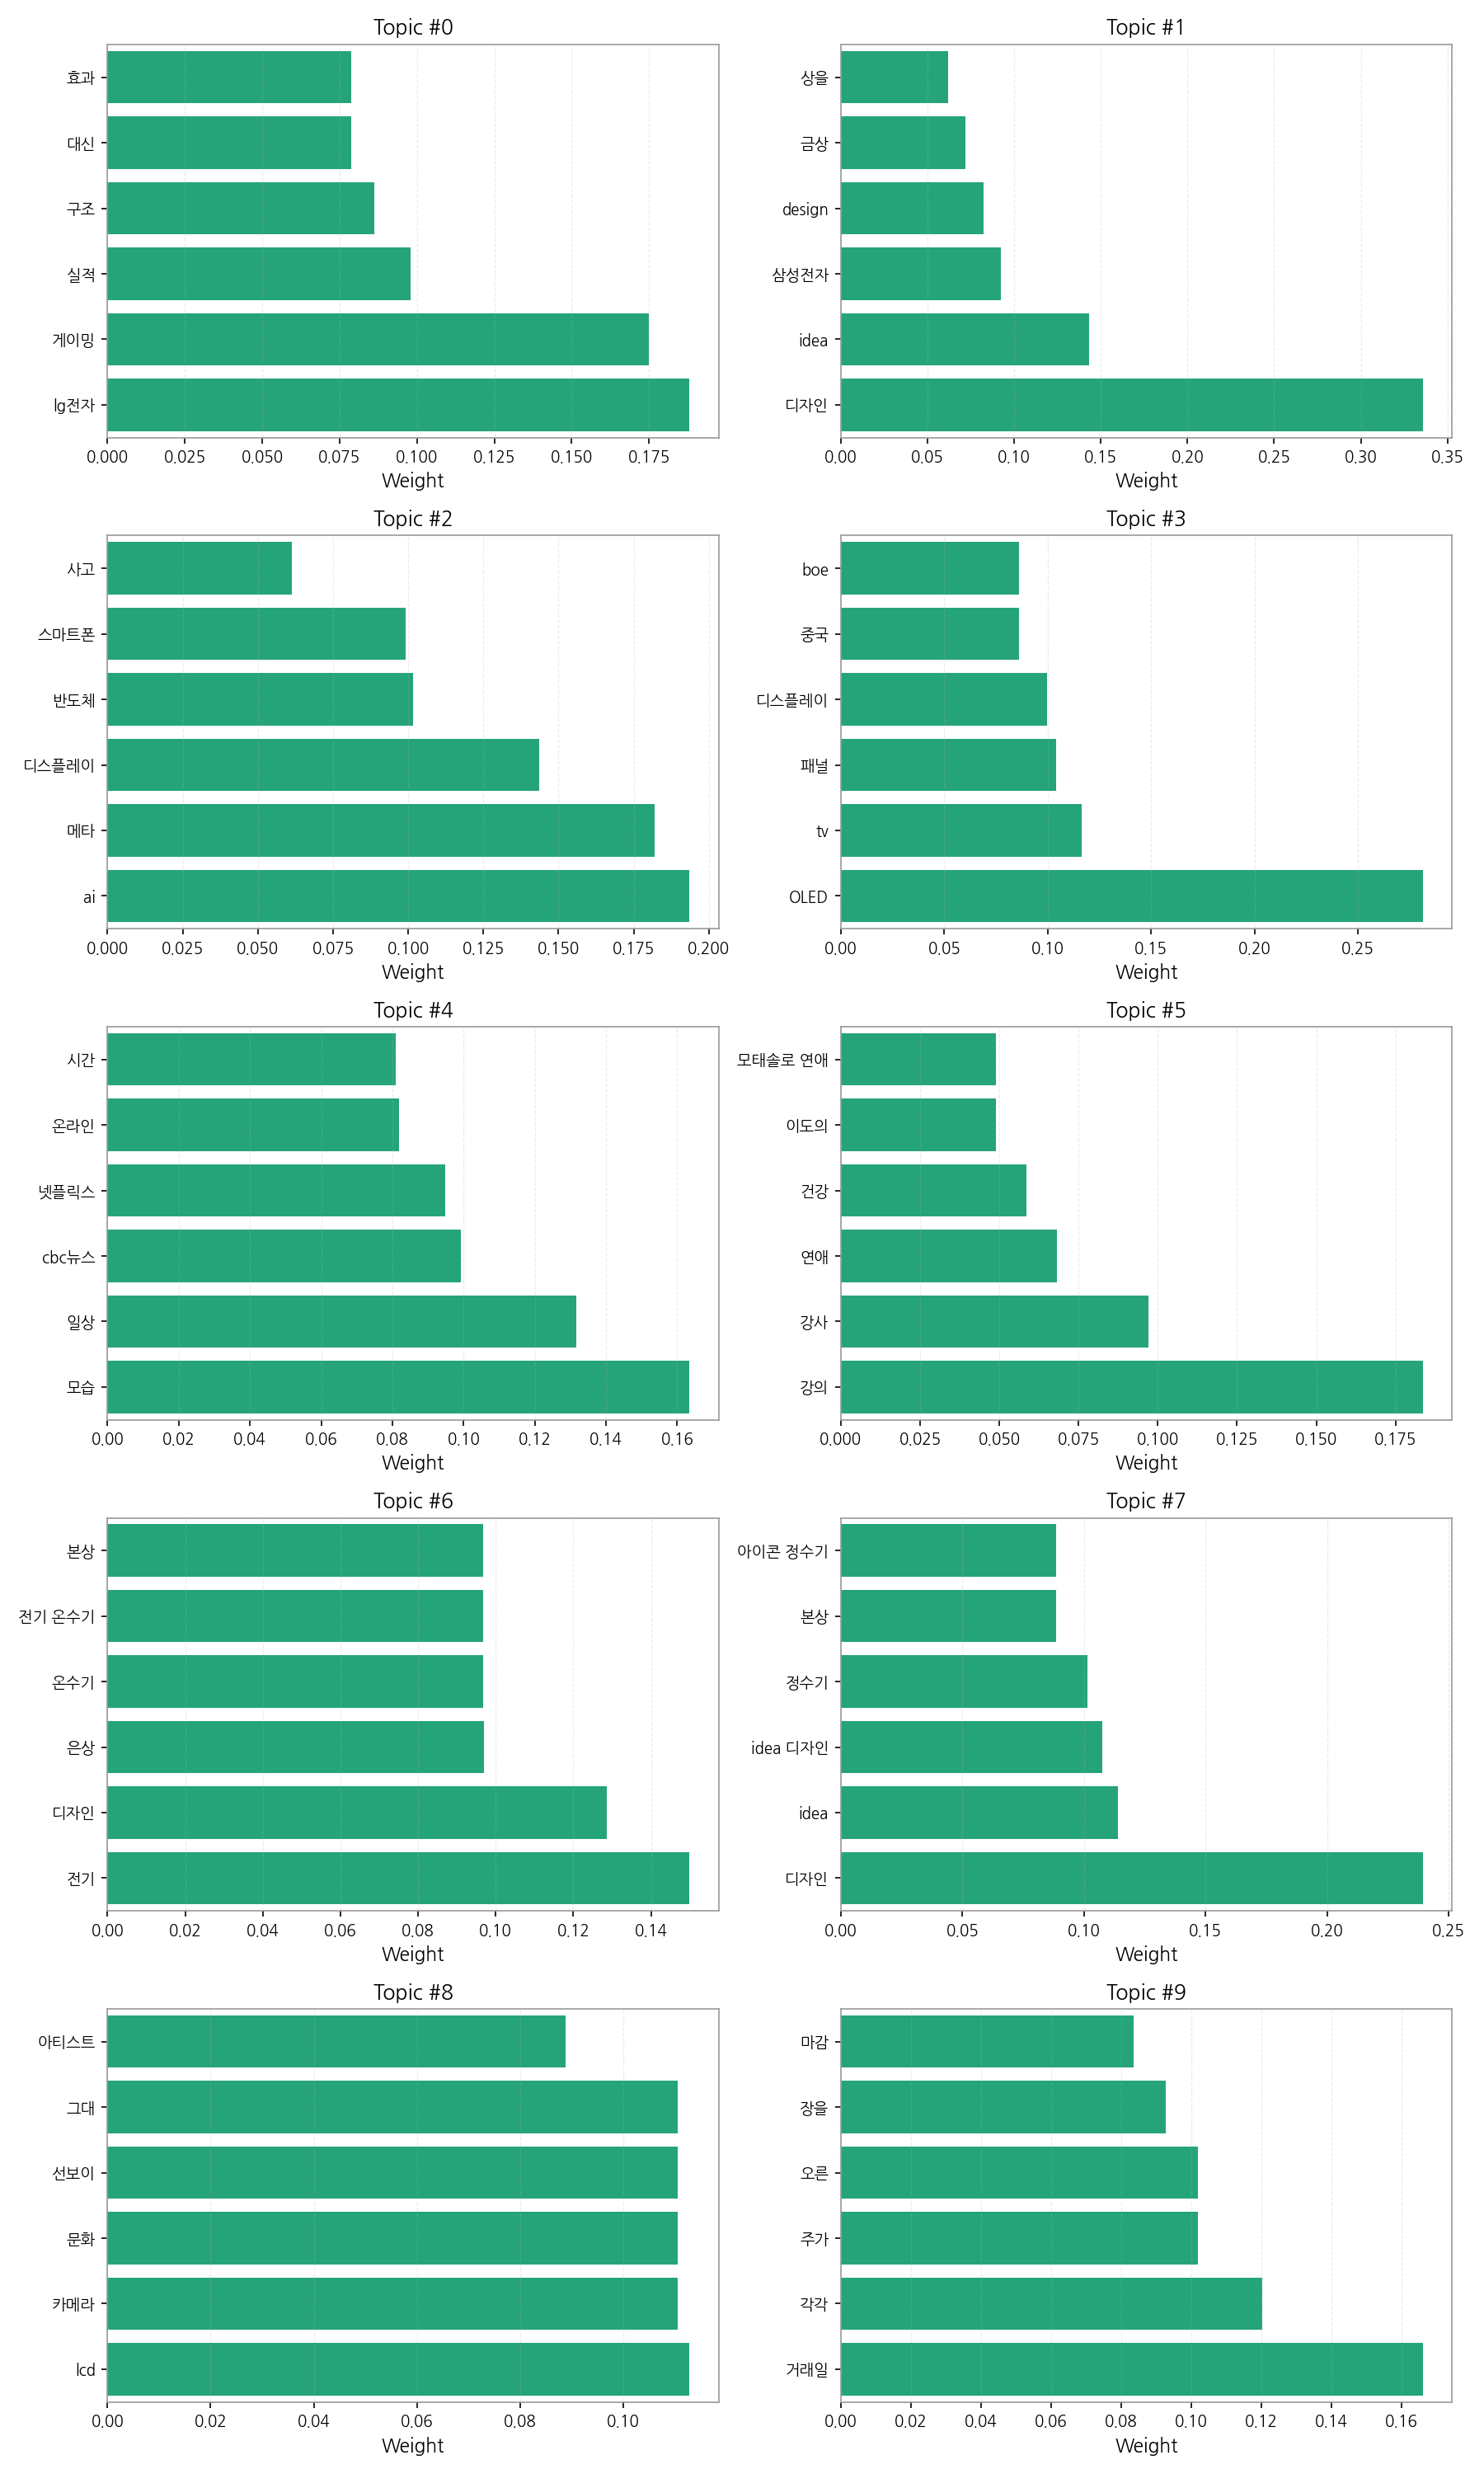 Topic #0
효과
대신
구조
실적
게이밍
lg전자
0.000 0.025 0.050 0.075 0.100 0.125 0.150 0.175
Weight
Topic #1
상을
금상
design
삼성전자
idea
디자인
0.00 0.05 0.10 0.15 0.20 0.25 0.30 0.35
Weight
Topic #2
사고
스마트폰
반도체
디스플레이
메타
ai
0.000 0.025 0.050 0.075 0.100 0.125 0.150 0.175 0.200
Weight
Topic #3
boe
중국
디스플레이
패널
tv
OLED
0.00 0.05 0.10 0.15 0.20 0.25
Weight
Topic #4
시간
온라인
넷플릭스
cbc뉴스
일상
모습
0.00 0.02 0.04 0.06 0.08 0.10 0.12 0.14 0.16
Weight
Topic #5
모태솔로 연애
이도의
건강
연애
강사
강의
0.000 0.025 0.050 0.075 0.100 0.125 0.150 0.175
Weight
Topic #6
본상
전기 온수기
온수기
은상
디자인
전기
0.00 0.02 0.04 0.06 0.08 0.10 0.12 0.14
Weight
Topic #7
아이콘 정수기
본상
정수기
idea 디자인
idea
디자인
0.00 0.05 0.10 0.15 0.20 0.25
Weight
Topic #8
아티스트
그대
선보이
문화
카메라
lcd
0.00 0.02 0.04 0.06 0.08 0.10
Weight
Topic #9
마감
장을
오른
주가
각각
거래일
0.00 0.02 0.04 0.06 0.08 0.10 0.12 0.14 0.16
Weight